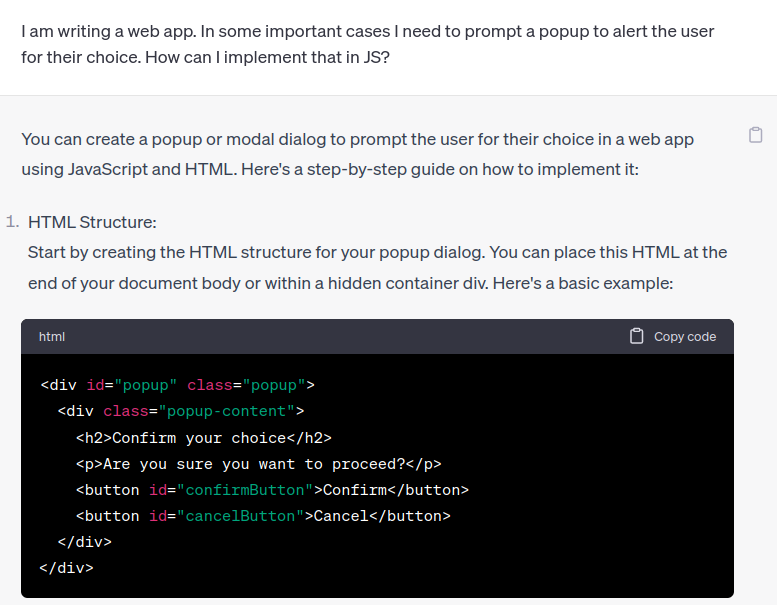 I am writing a web app. In some important cases I need to prompt a popup to alert the user
for their choice. How can I implement that in JS?
You can create a popup or modal dialog to prompt the user for their choice in a web app
using JavaScript and HTML. Here's a step-by-step guide on how to implement it:
1. HTML Structure:
Start by creating the HTML structure for your popup dialog. You can place this HTML at the
end of your document body or within a hidden container div. Here's a basic example:
html Copy code
<div id="popup" class="popup">
  <div class="popup-content">
    <h2>Confirm your choice</h2>
    <p>Are you sure you want to proceed?</p>
    <button id="confirmButton">Confirm</button>
    <button id="cancelButton">Cancel</button>
  </div>
</div>